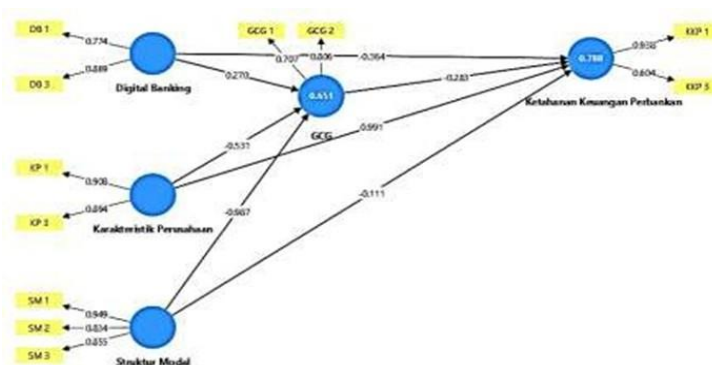 DB 1
0.774
DB 3
0.889
Digital Banking
GCG 1
GCG 2
0.707
0.806
0.651
GCG
-0.364
0.270
-0.283
-0.531
0.991
KP 1
0.908
KP 3
0.894
Karakteristik Perusahaan
-0.967
-0.111
SM 1
0.949
SM 2
0.834
SM 3
0.855
Struktur Modal
0.788
KKP 1
KKP 3
0.604
Ketahanan Keuangan Perbankan